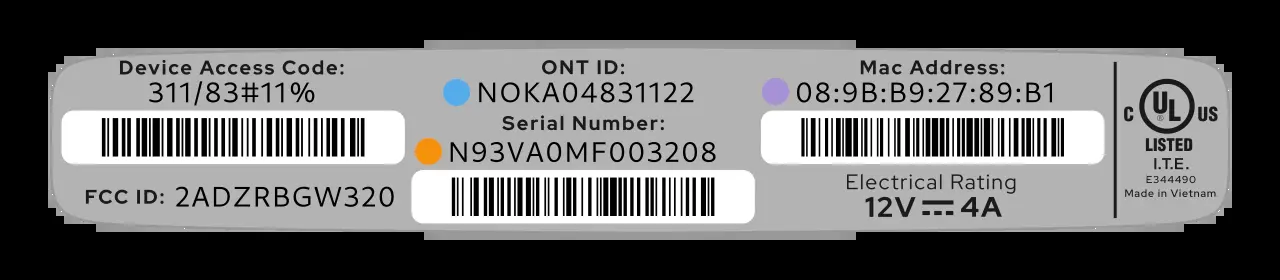 Device Access Code:
311/83#11%
FCC ID: 2ADZRBGW320
ONT ID:
NOKA04831122
Serial Number:
N93VA0MF003208
Mac Address:
08:9B:B9:27:89:B1
Electrical Rating
12V⎓4A
C UL US
LISTED
I.T.E.
E344490
Made in Vietnam